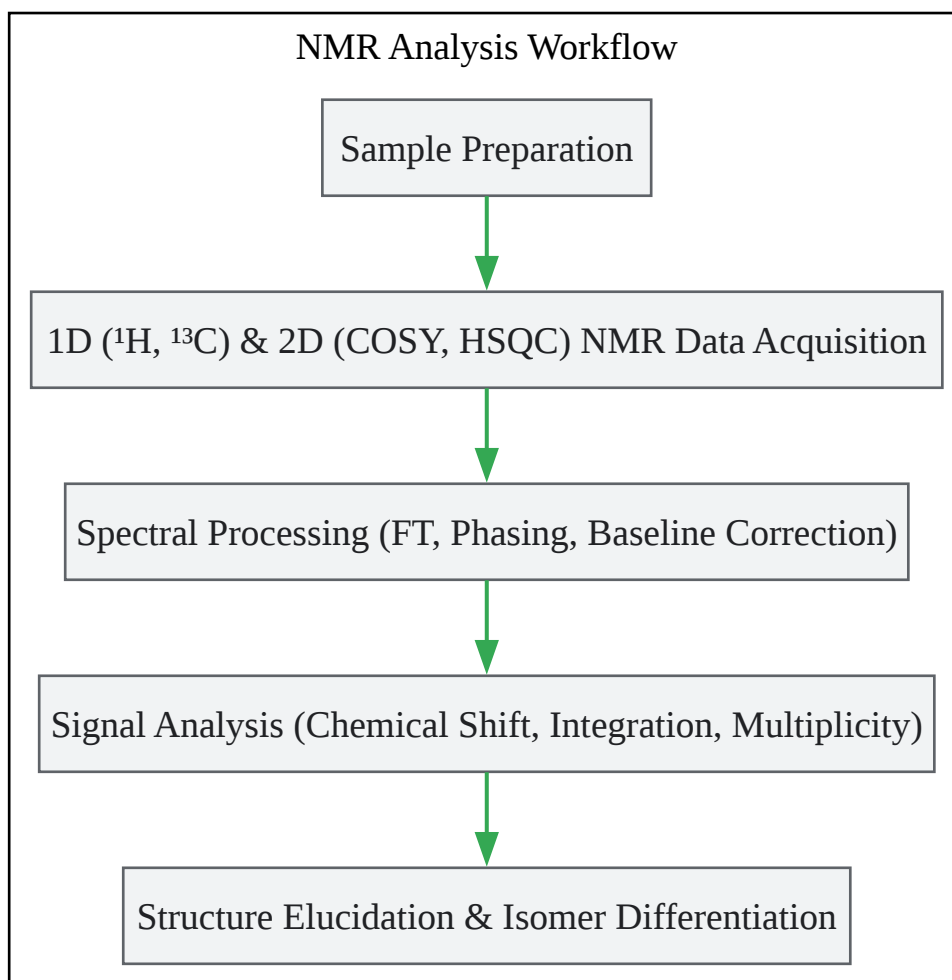 NMR Analysis Workflow
Sample Preparation
1D (¹H, ¹³C) & 2D (COSY, HSQC) NMR Data Acquisition
Spectral Processing (FT, Phasing, Baseline Correction)
Signal Analysis (Chemical Shift, Integration, Multiplicity)
Structure Elucidation & Isomer Differentiation